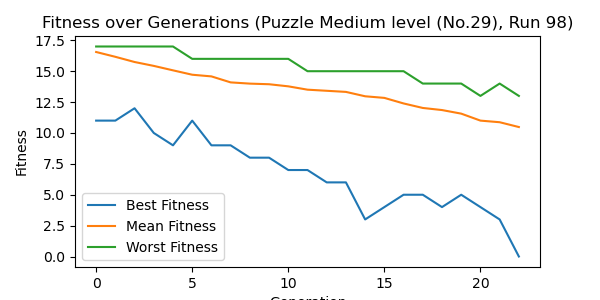 Fitness over Generations (Puzzle Medium level (No.29), Run 98)
17.5
15.0
12.5
10.0
7.5
5.0
2.5
0.0
Fitness
Best Fitness
Mean Fitness
Worst Fitness
0
5
10
15
20
Generation